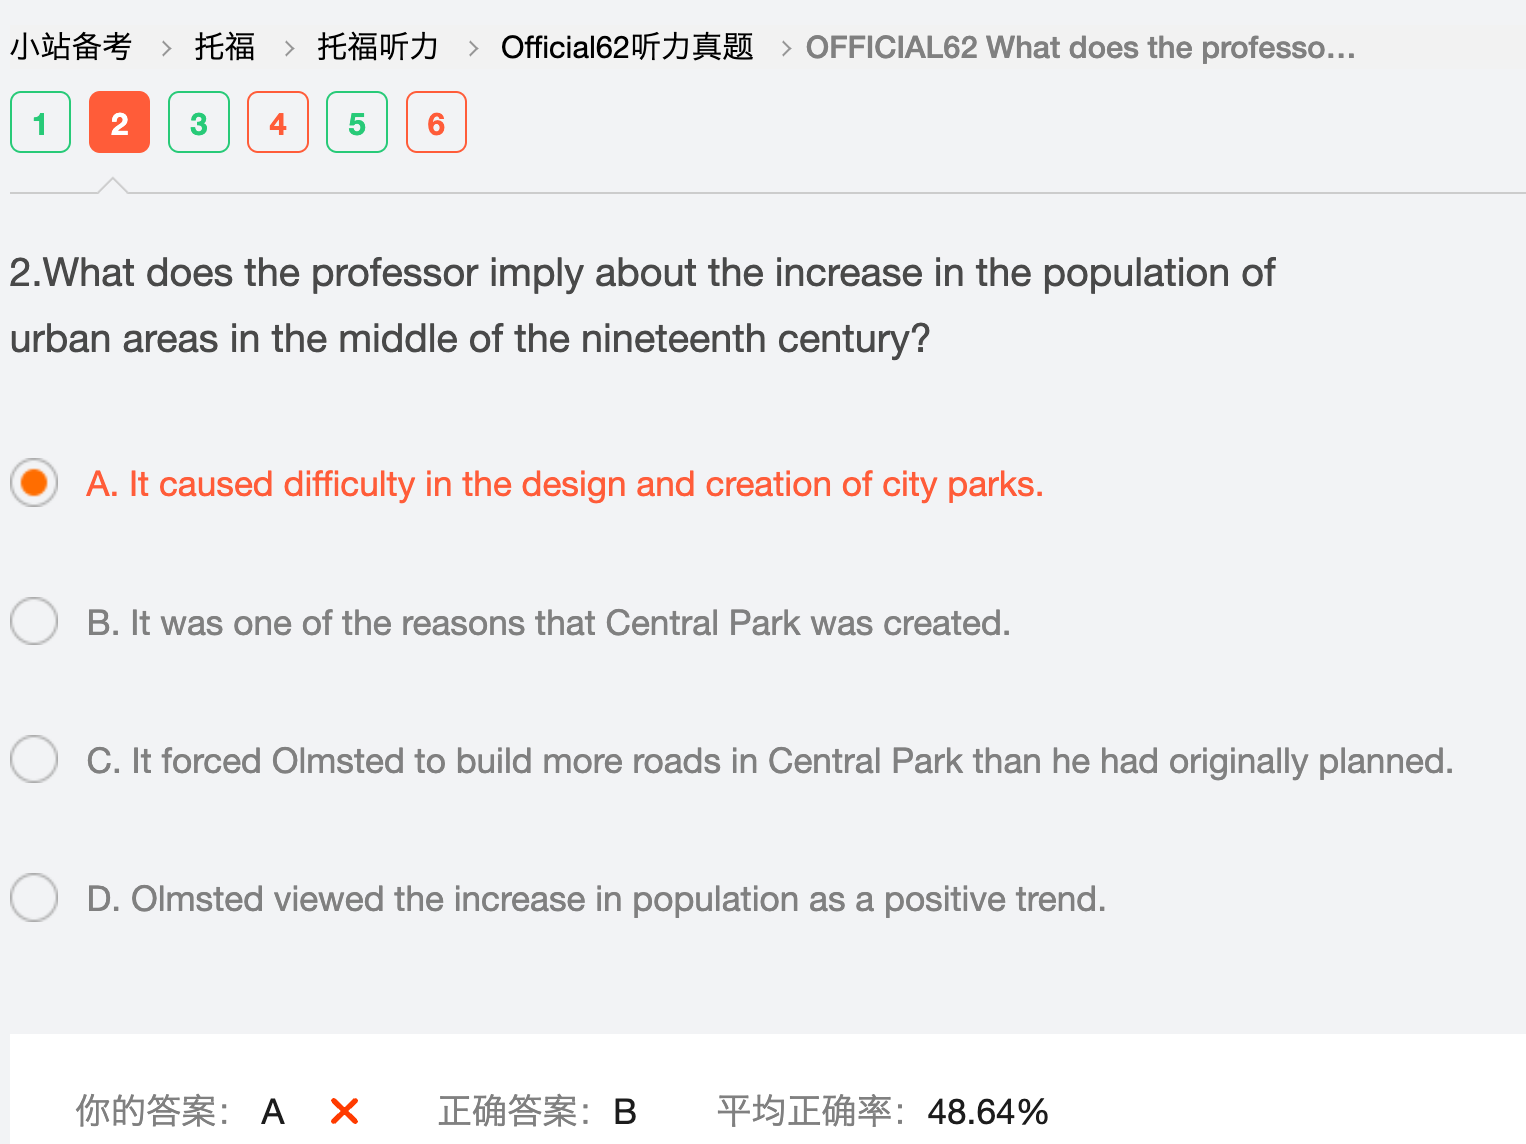 小站备考 > 托福 > 托福听力 > Official62听力真题 > OFFICIAL62 What does the professo...
1 2 3 4 5 6
2.What does the professor imply about the increase in the population of
urban areas in the middle of the nineteenth century?
A. It caused difficulty in the design and creation of city parks.
B. It was one of the reasons that Central Park was created.
C. It forced Olmsted to build more roads in Central Park than he had originally planned.
D. Olmsted viewed the increase in population as a positive trend.
你的答案： A ✕ 正确答案： B 平均正确率： 48.64%